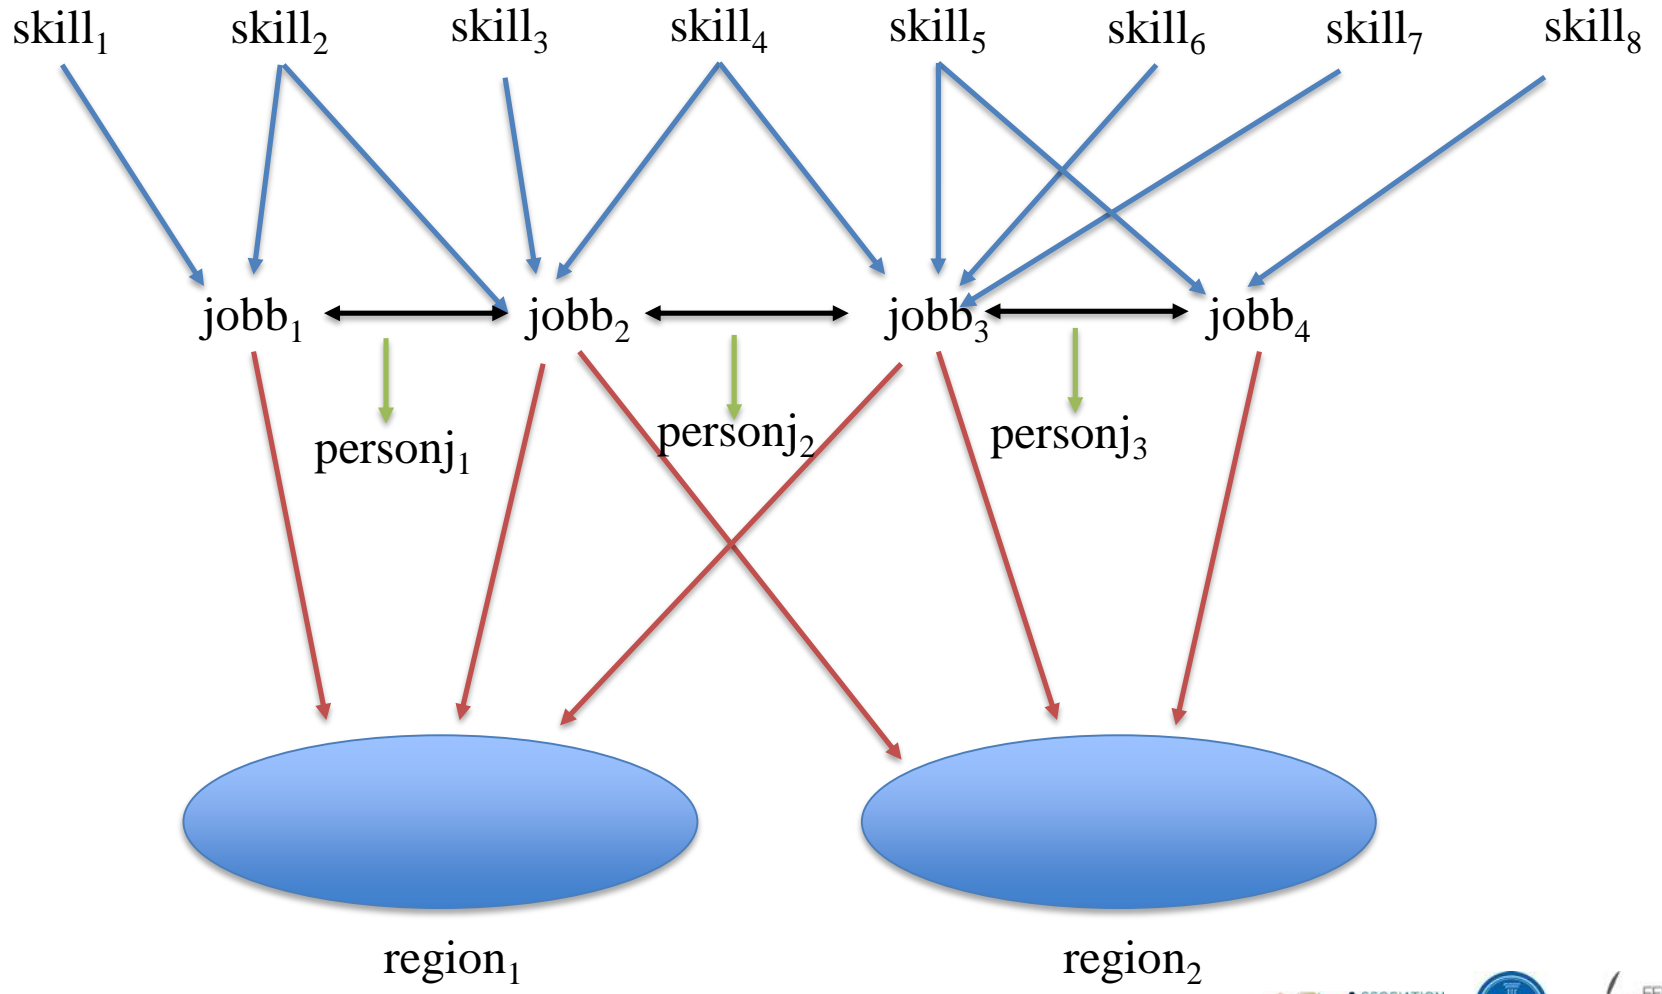 skill₁ skill₂ skill₃ skill₄ skill₅ skill₆ skill₇ skill₈
jobb₁ jobb₂ jobb₃ jobb₄
personj₁ personj₂ personj₃
region₁ region₂